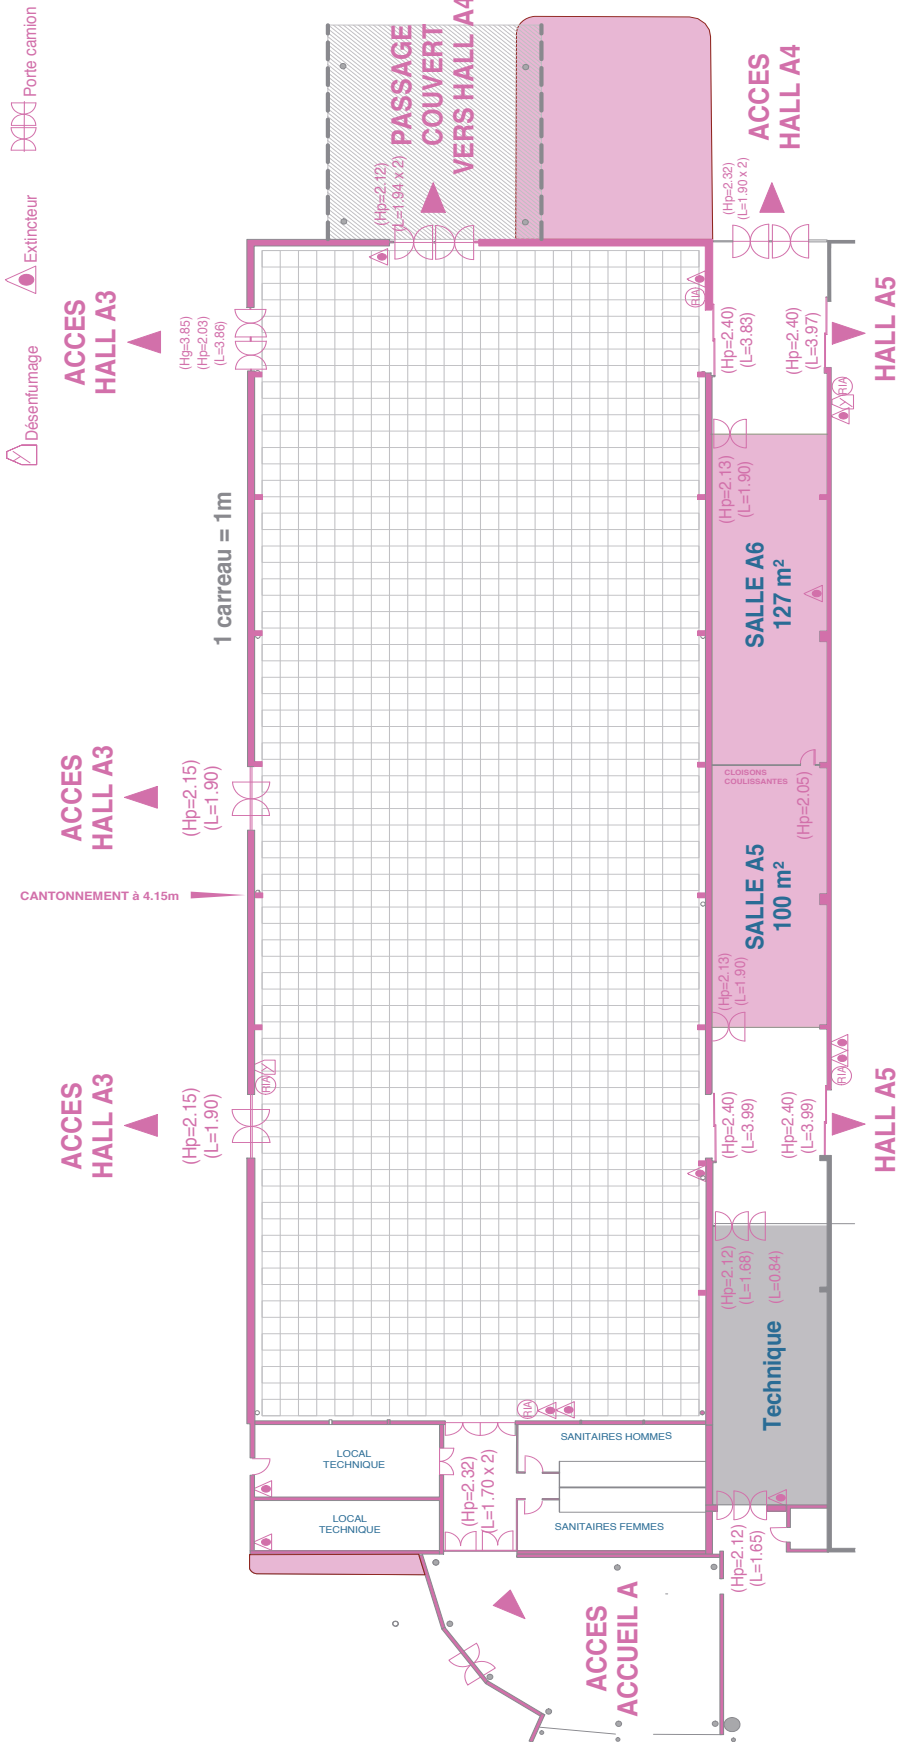 Porte camion
Extincteur
Désenfumage
PASSAGE
COUVERT
VERS HALL A4
ACCES
HALL A4
(Hp=2.12)
(L=1.94 x 2)
(Hp=2.32)
(L=1.90 x 2)
ACCES
HALL A3
(Hg=3.85)
(Hp=2.03)
(L=3.86)
RIA
(Hp=2.40)
(L=3.83)
(Hp=2.40)
(L=3.97)
HALL A5
RIA
1 carreau = 1m
(Hp=2.13)
(L=1.90)
SALLE A6
127 m²
ACCES
HALL A3
(Hp=2.15)
(L=1.90)
CLOISONS
COULISSANTES
(Hp=2.05)
CANTONNEMENT à 4.15m
SALLE A5
100 m²
(Hp=2.13)
(L=1.90)
ACCES
HALL A3
(Hp=2.15)
(L=1.90)
RIA
RIA
(Hp=2.40)
(L=3.99)
(Hp=2.40)
(L=3.99)
HALL A5
(Hp=2.12)
(L=1.68)
(L=0.84)
Technique
RIA
LOCAL
TECHNIQUE
SANITAIRES HOMMES
(Hp=2.32)
(L=1.70 x 2)
LOCAL
TECHNIQUE
SANITAIRES FEMMES
(Hp=2.12)
(L=1.65)
ACCES
ACCUEIL A